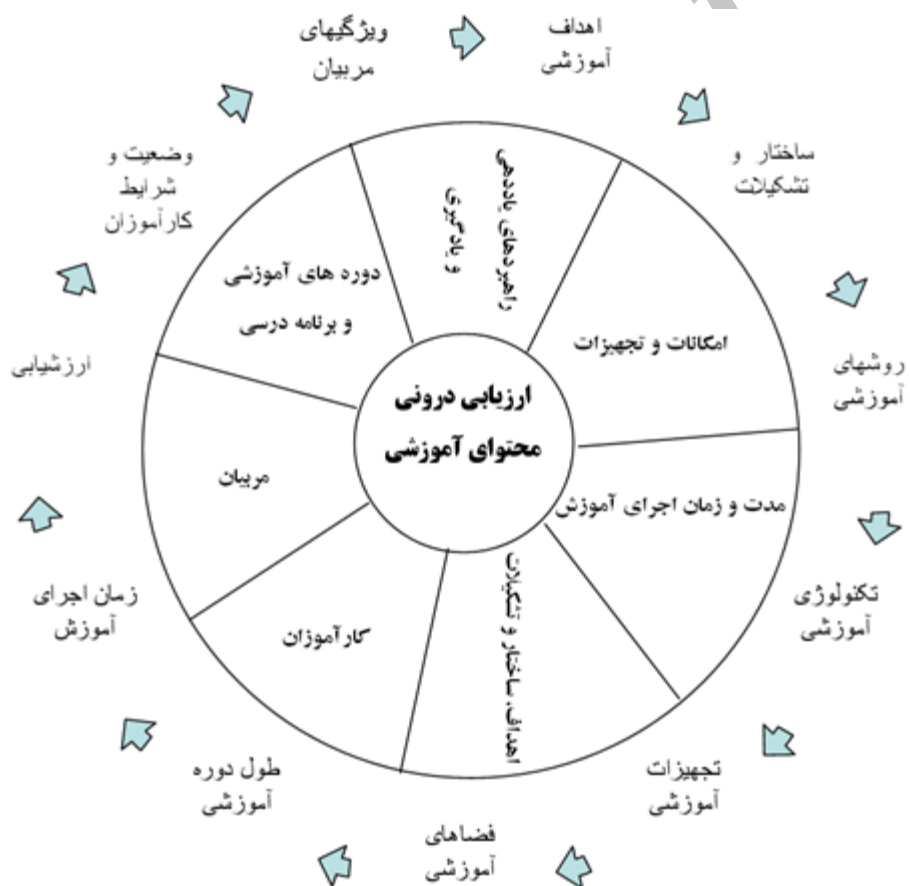 اهداف
آموزشی
ساختار و
تشکیلات
روشهای
آموزشی
تکنولوژی
آموزشی
تجهیزات
آموزشی
فضاهای
آموزشی
طول دوره
آموزشی
زمان اجرای
آموزش
ارزشیابی
وضعیت و
شرایط
کارآموزان
ویژگیهای
مربیان
راهبردهای یاددهی
و یادگیری
امکانات و تجهیزات
مدت و زمان اجرای آموزش
اهداف، ساختار و تشکیلات
کارآموزان
مربیان
دوره های آموزشی
و برنامه درسی
ارزیابی درونی
محتوای آموزشی